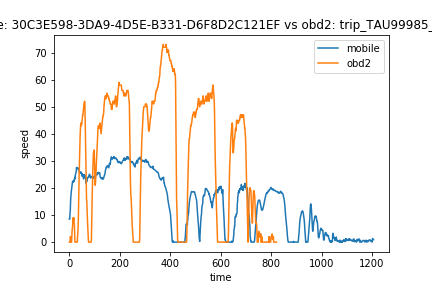 e: 30C3E598-3DA9-4D5E-B331-D6F8D2C121EF vs obd2: trip_TAU99985_
mobile
obd2
speed
70
60
50
40
30
20
10
0
0 200 400 600 800 1000 1200
time